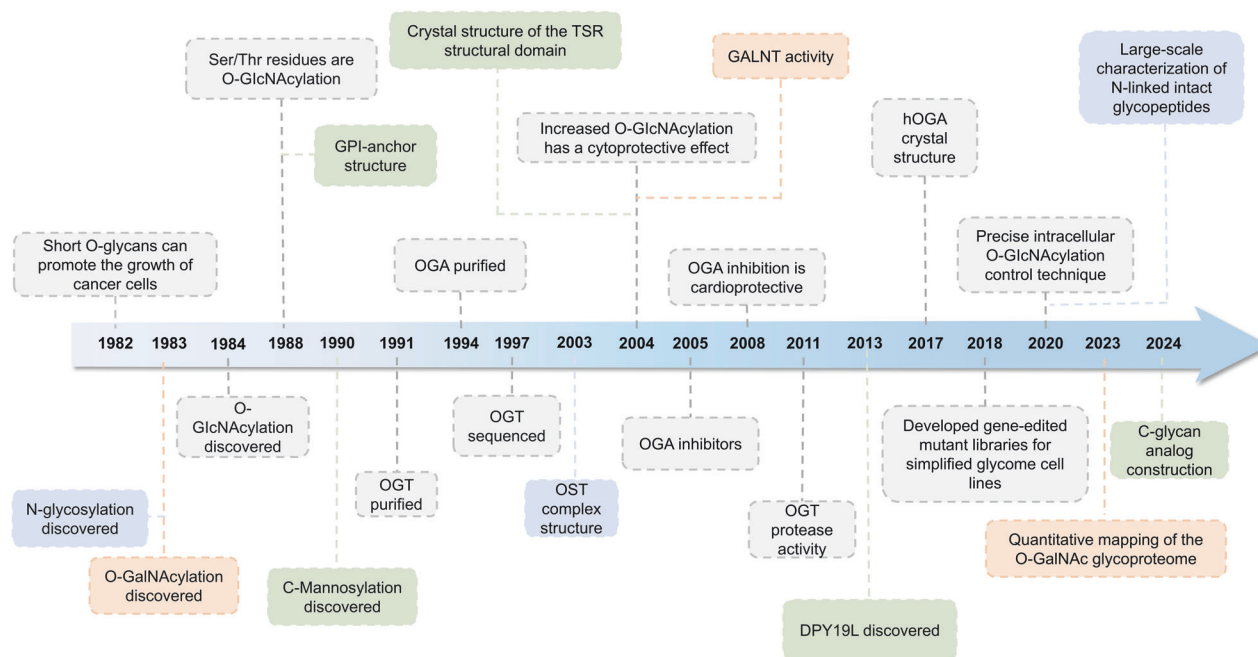 Ser/Thr residues are
O-GlcNAcylation
GPI-anchor
structure
Crystal structure of the TSR
structural domain
Increased O-GlcNAcylation
has a cytoprotective effect
GALNT activity
hOGA
crystal
structure
Large-scale
characterization of
N-linked intact
glycopeptides
Short O-glycans can
promote the growth of
cancer cells
OGA purified
OGA inhibition is
cardioprotective
Precise intracellular
O-GlcNAcylation
control technique
1982 1983 1984 1988 1990 1991 1994 1997 2003 2004 2005 2008 2011 2013 2017 2018 2020 2023 2024
O-
GlcNAcylation
discovered
N-glycosylation
discovered
O-GalNAcylation
discovered
C-Mannosylation
discovered
OGT
purified
OGT
sequenced
OST
complex
structure
OGA inhibitors
OGT
protease
activity
DPY19L discovered
Developed gene-edited
mutant libraries for
simplified glycome cell
lines
Quantitative mapping of the
O-GalNAc glycoproteome
C-glycan
analog
construction